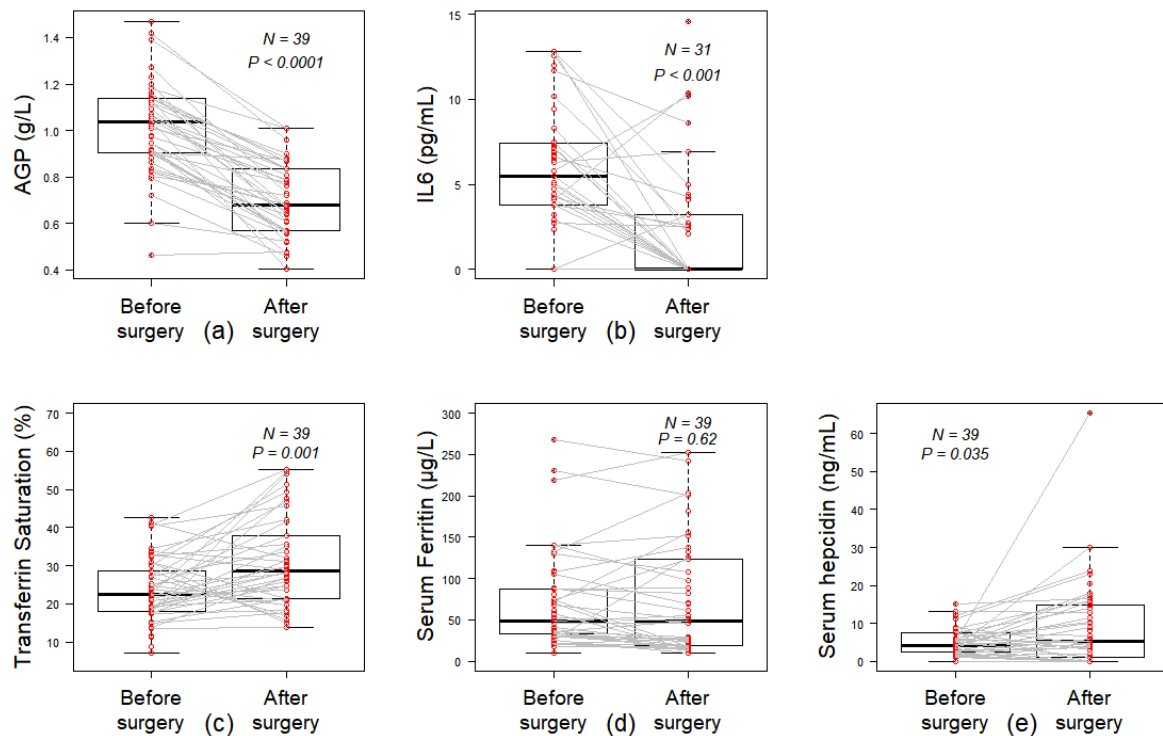 AGP (g/L)
1.4
1.2
1.0
0.8
0.6
0.4
N = 39
P < 0.0001
Before surgery
After surgery
(a)
IL6 (pg/mL)
15
10
5
0
N = 31
P < 0.001
Before surgery
After surgery
(b)
Transferrin Saturation (%)
70
60
50
40
30
20
10
N = 39
P = 0.001
Before surgery
After surgery
(c)
Serum Ferritin (µg/L)
300
250
200
150
100
50
0
N = 39
P = 0.62
Before surgery
After surgery
(d)
Serum hepcidin (ng/mL)
60
50
40
30
20
10
0
N = 39
P = 0.035
Before surgery
After surgery
(e)